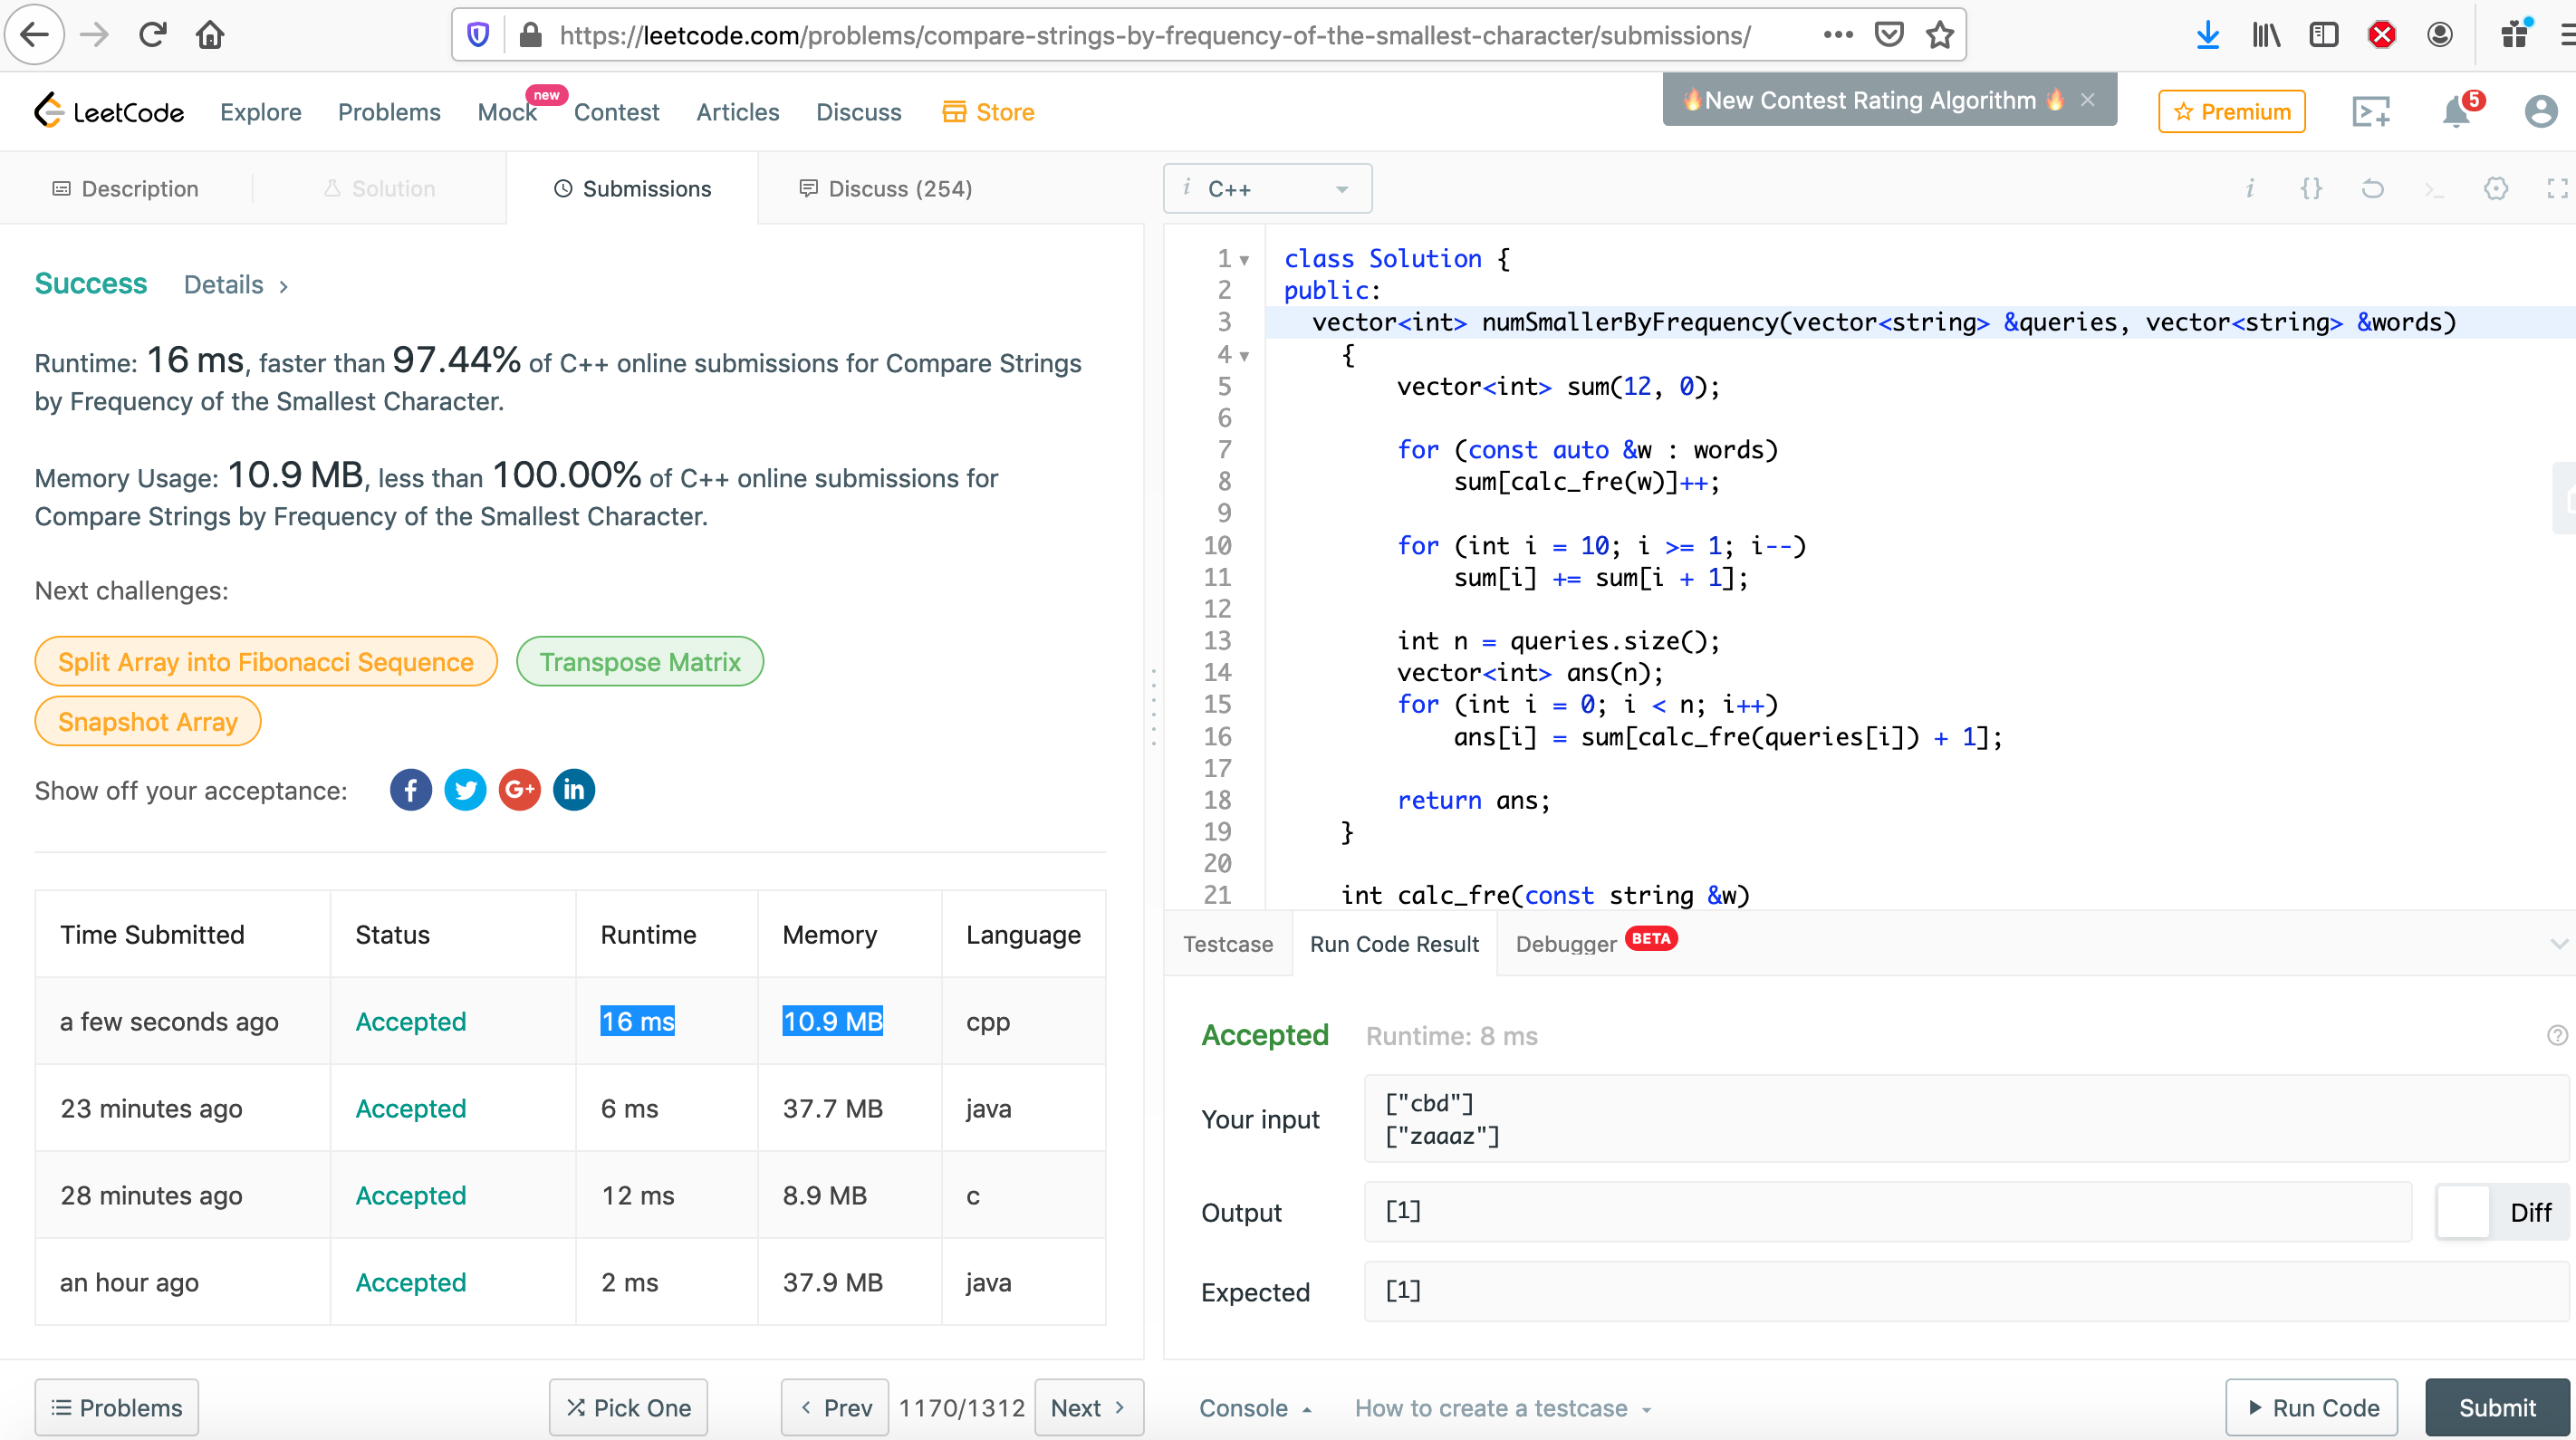 https://leetcode.com/problems/compare-strings-by-frequency-of-the-smallest-character/submissions/
LeetCode Explore Problems Mock new Contest Articles Discuss Store
🔥New Contest Rating Algorithm 🔥 ×
Premium
5
Description Solution Submissions Discuss (254)
i C++
Success Details >
Runtime: 16 ms, faster than 97.44% of C++ online submissions for Compare Strings
by Frequency of the Smallest Character.
Memory Usage: 10.9 MB, less than 100.00% of C++ online submissions for
Compare Strings by Frequency of the Smallest Character.
Next challenges:
Split Array into Fibonacci Sequence Transpose Matrix
Snapshot Array
Show off your acceptance: f G+ in
Time Submitted Status Runtime Memory Language
a few seconds ago Accepted 16 ms 10.9 MB cpp
23 minutes ago Accepted 6 ms 37.7 MB java
28 minutes ago Accepted 12 ms 8.9 MB c
an hour ago Accepted 2 ms 37.9 MB java
Problems Pick One < Prev 1170/1312 Next >
i {}
1 class Solution {
2 public:
3 vector<int> numSmallerByFrequency(vector<string> &queries, vector<string> &words)
4 {
5 vector<int> sum(12, 0);
6
7 for (const auto &w : words)
8 sum[calc_fre(w)]++;
9
10 for (int i = 10; i >= 1; i--)
11 sum[i] += sum[i + 1];
12
13 int n = queries.size();
14 vector<int> ans(n);
15 for (int i = 0; i < n; i++)
16 ans[i] = sum[calc_fre(queries[i]) + 1];
17
18 return ans;
19 }
20
21 int calc_fre(const string &w)
Testcase Run Code Result Debugger BETA
Accepted Runtime: 8 ms
Your input
["cbd"]
["zaaaz"]
Output [1] Diff
Expected [1]
Console How to create a testcase Run Code Submit